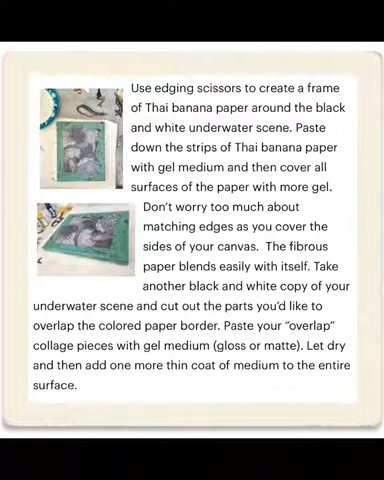 Use edging scissors to create a frame
of Thai banana paper around the black
and white underwater scene. Paste
down the strips of Thai banana paper
with gel medium and then cover all
surfaces of the paper with more gel.
Don't worry too much about
matching edges as you cover the
sides of your canvas. The fibrous
paper blends easily with itself. Take
another black and white copy of your
underwater scene and cut out the parts you'd like to
overlap the colored paper border. Paste your "overlap"
collage pieces with gel medium (gloss or matte). Let dry
and then add one more thin coat of medium to the entire
surface.